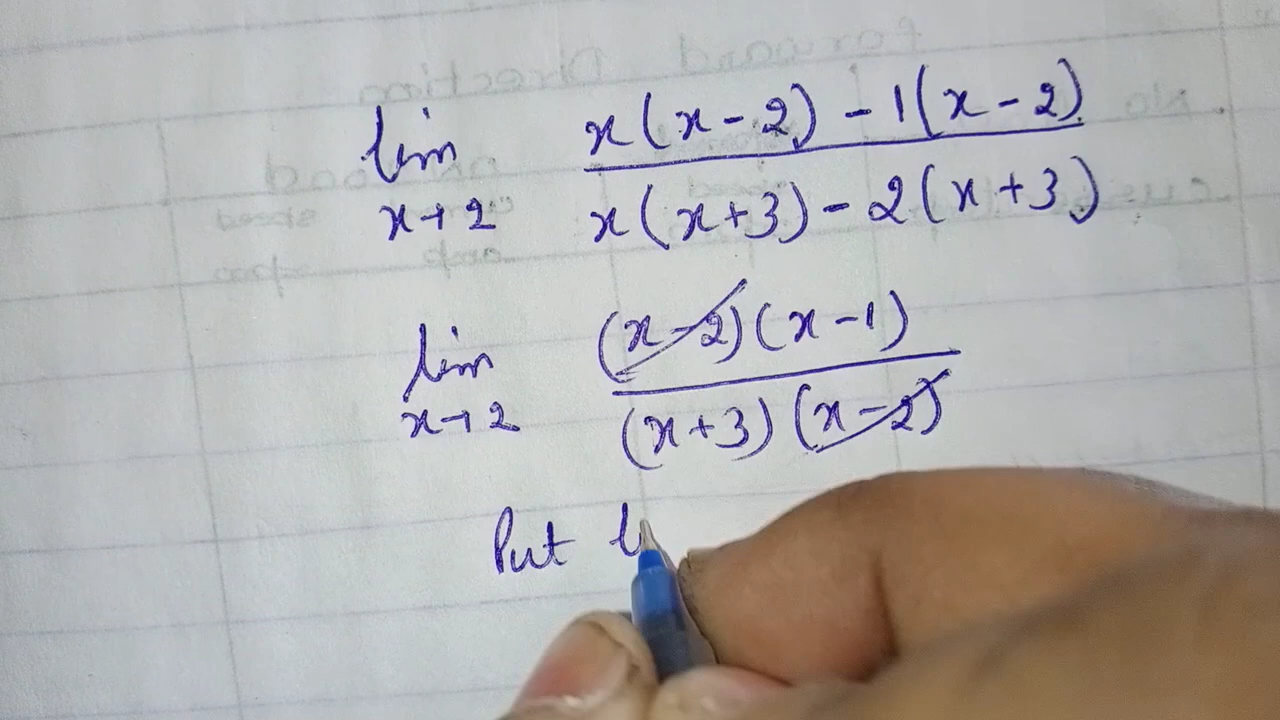 lim x(x-2) - 1(x-2)
x→2 x(x+3) - 2(x+3)
lim (x-2)(x-1)
x→2 (x+3)(x-2)
Put